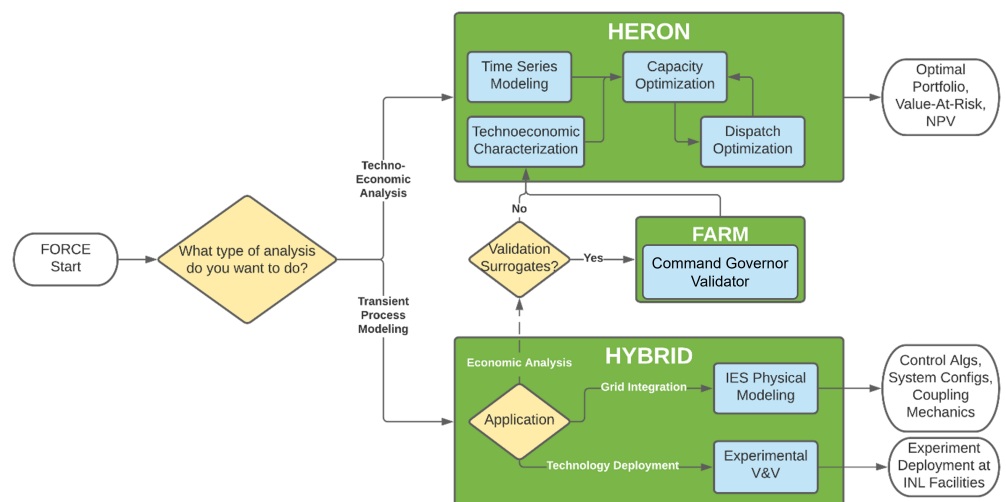 FORCE
Start
What type of analysis
do you want to do?
Techno-
Economic
Analysis
Transient
Process
Modeling
HERON
Time Series
Modeling
Capacity
Optimization
Technoeconomic
Characterization
Dispatch
Optimization
Optimal
Portfolio,
Value-At-Risk,
NPV
No
Validation
Surrogates?
Yes
FARM
Command Governor
Validator
HYBRID
Economic Analysis
Application
Grid Integration
IES Physical
Modeling
Control Algs,
System Configs,
Coupling
Mechanics
Technology Deployment
Experimental
V&V
Experiment
Deployment at
INL Facilities